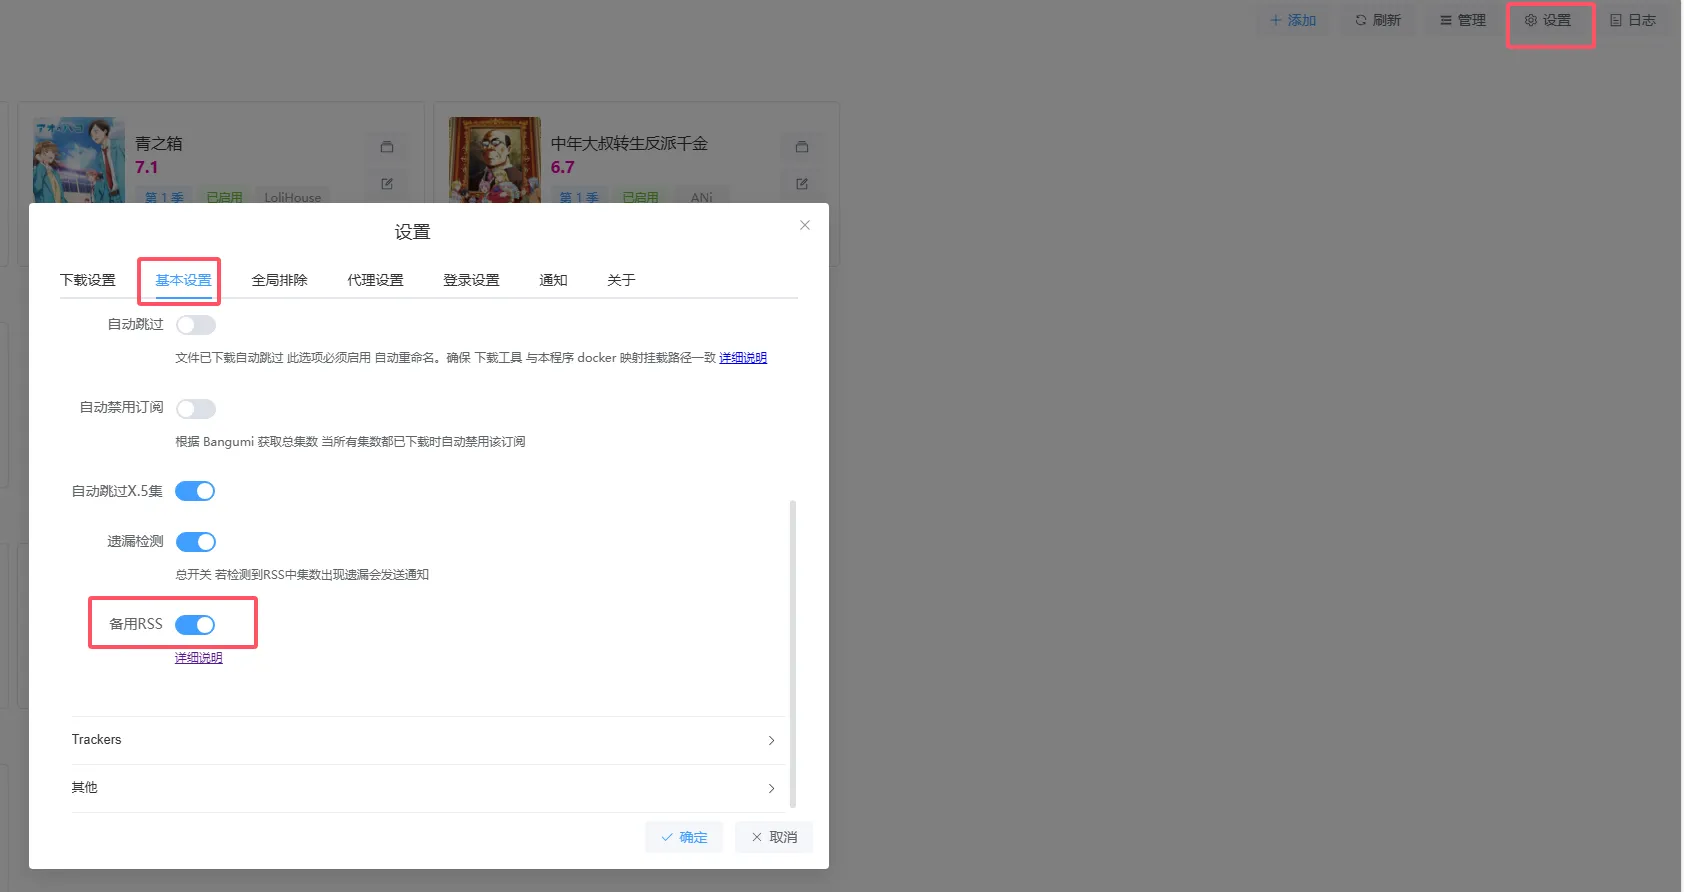 添加 刷新 管理 设置 日志
アオのハコ
青之箱
7.1
第 1 季 已启用 LoliHouse
中年大叔转生反派千金
6.7
第 1 季 已启用 ANi
设置
下载设置 基本设置 全局排除 代理设置 登录设置 通知 关于
自动跳过
文件已下载自动跳过 此选项必须启用 自动重命名。确保 下载工具 与本程序 docker 映射挂载路径一致 详细说明
自动禁用订阅
根据 Bangumi 获取总集数 当所有集数都已下载时自动禁用该订阅
自动跳过X.5集
遗漏检测
总开关 若检测到RSS中集数出现遗漏会发送通知
备用RSS
详细说明
Trackers
其他
确定 取消